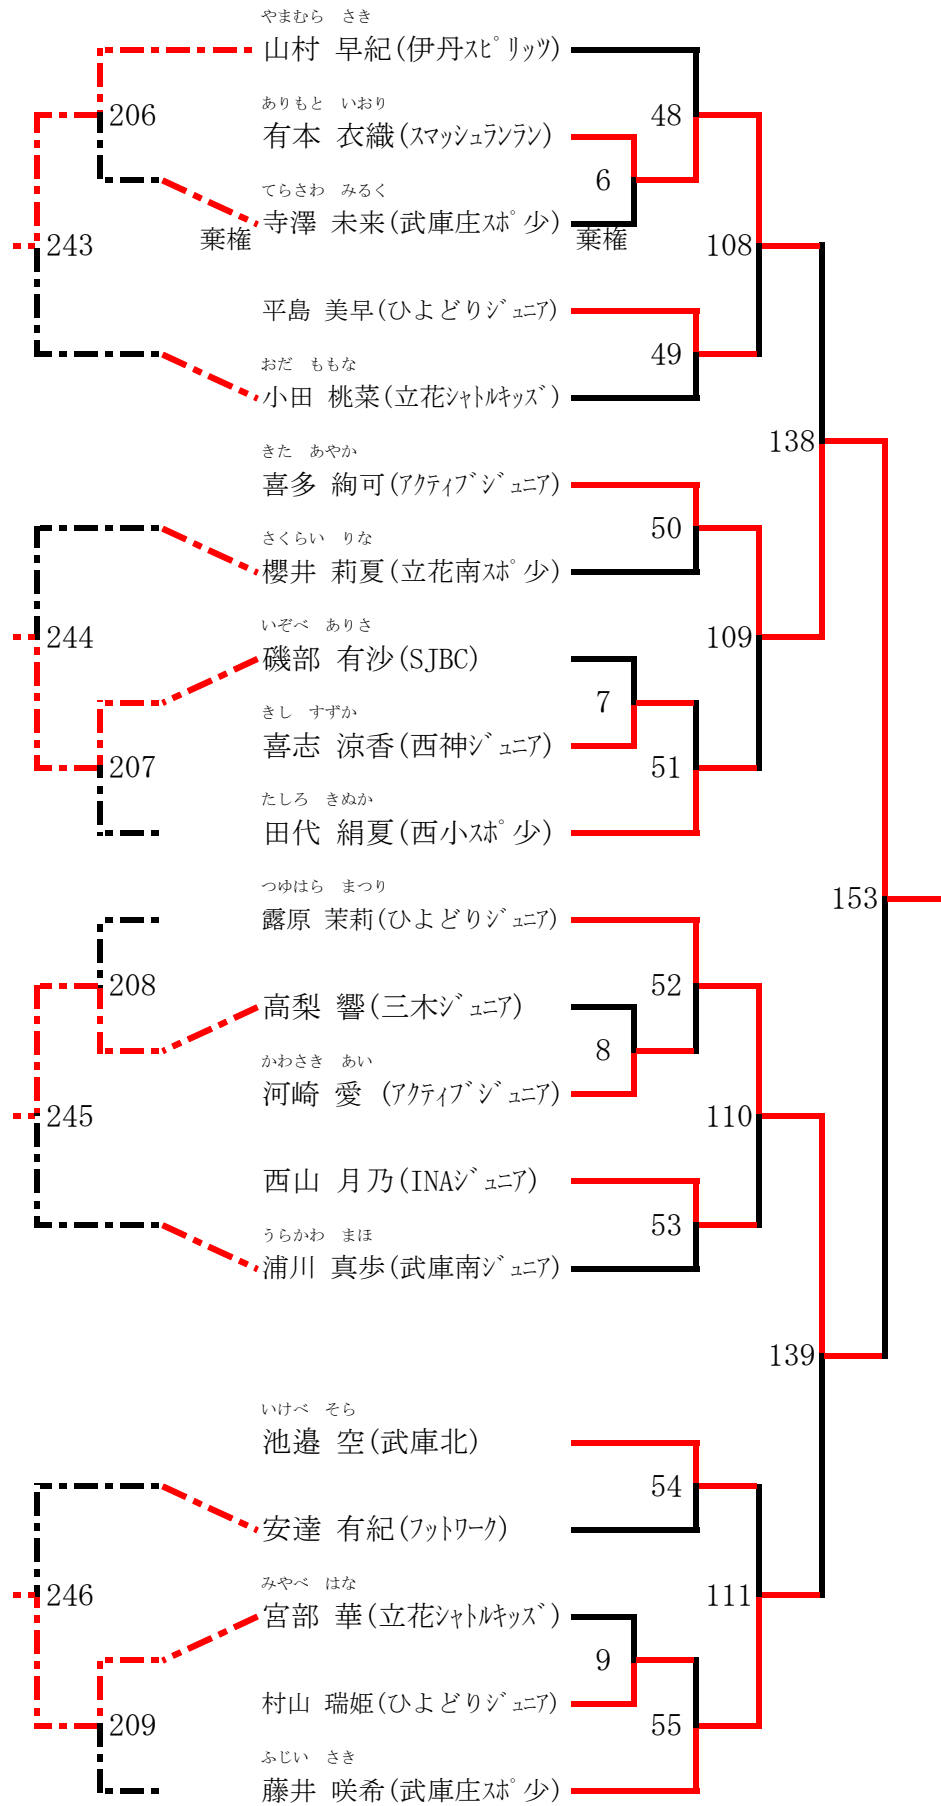 やまむら さき
山村 早紀(伊丹スピリッツ)
206
48
ありもと いおり
有本 衣織(スマッシュランラン)
6
てらさわ みるく
寺澤 未来(武庫庄スポ少)
棄権
棄権
243
108
平島 美早(ひよどりジュニア)
49
おだ ももな
小田 桃菜(立花シャトルキッズ)
138
きた あやか
喜多 絢可(アクティブジュニア)
50
さくらい りな
櫻井 莉夏(立花南スポ少)
244
109
いぞべ ありさ
磯部 有沙(SJBC)
7
きし すずか
喜志 涼香(西神ジュニア)
207
51
たしろ きぬか
田代 絹夏(西小スポ少)
153
つゆはら まつり
露原 茉莉(ひよどりジュニア)
208
52
高梨 響(三木ジュニア)
8
かわさき あい
河崎 愛 (アクティブジュニア)
245
110
西山 月乃(INAジュニア)
53
うらかわ まほ
浦川 真歩(武庫南ジュニア)
139
いけべ そら
池邉 空(武庫北)
54
安達 有紀(フットワーク)
246
111
みやべ はな
宮部 華(立花シャトルキッズ)
9
村山 瑞姫(ひよどりジュニア)
209
55
ふじい さき
藤井 咲希(武庫庄スポ少)